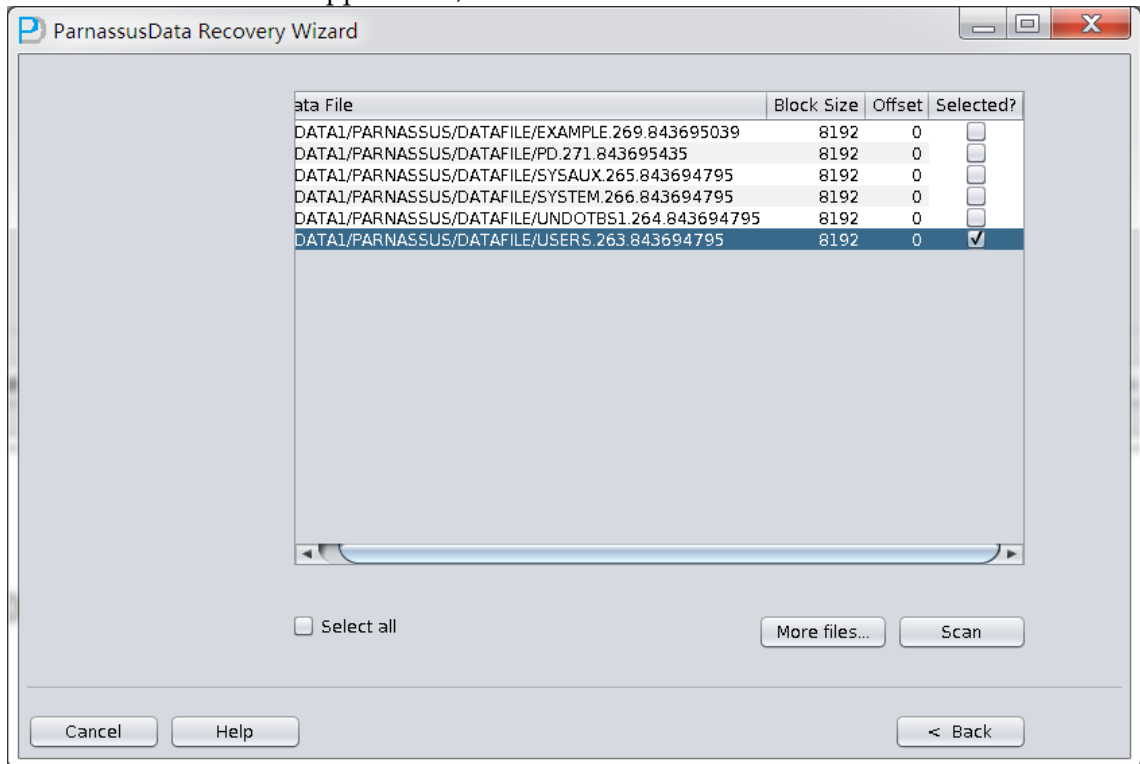 ParnassusData Recovery Wizard
ata File Block Size Offset Selected?
DATA1/PARNASSUS/DATAFILE/EXAMPLE.269.843695039 8192 0
DATA1/PARNASSUS/DATAFILE/PD.271.843695435 8192 0
DATA1/PARNASSUS/DATAFILE/SYSAUX.265.843694795 8192 0
DATA1/PARNASSUS/DATAFILE/SYSTEM.266.843694795 8192 0
DATA1/PARNASSUS/DATAFILE/UNDOTBS1.264.843694795 8192 0
DATA1/PARNASSUS/DATAFILE/USERS.263.843694795 8192 0
Select all More files... Scan
Cancel Help < Back